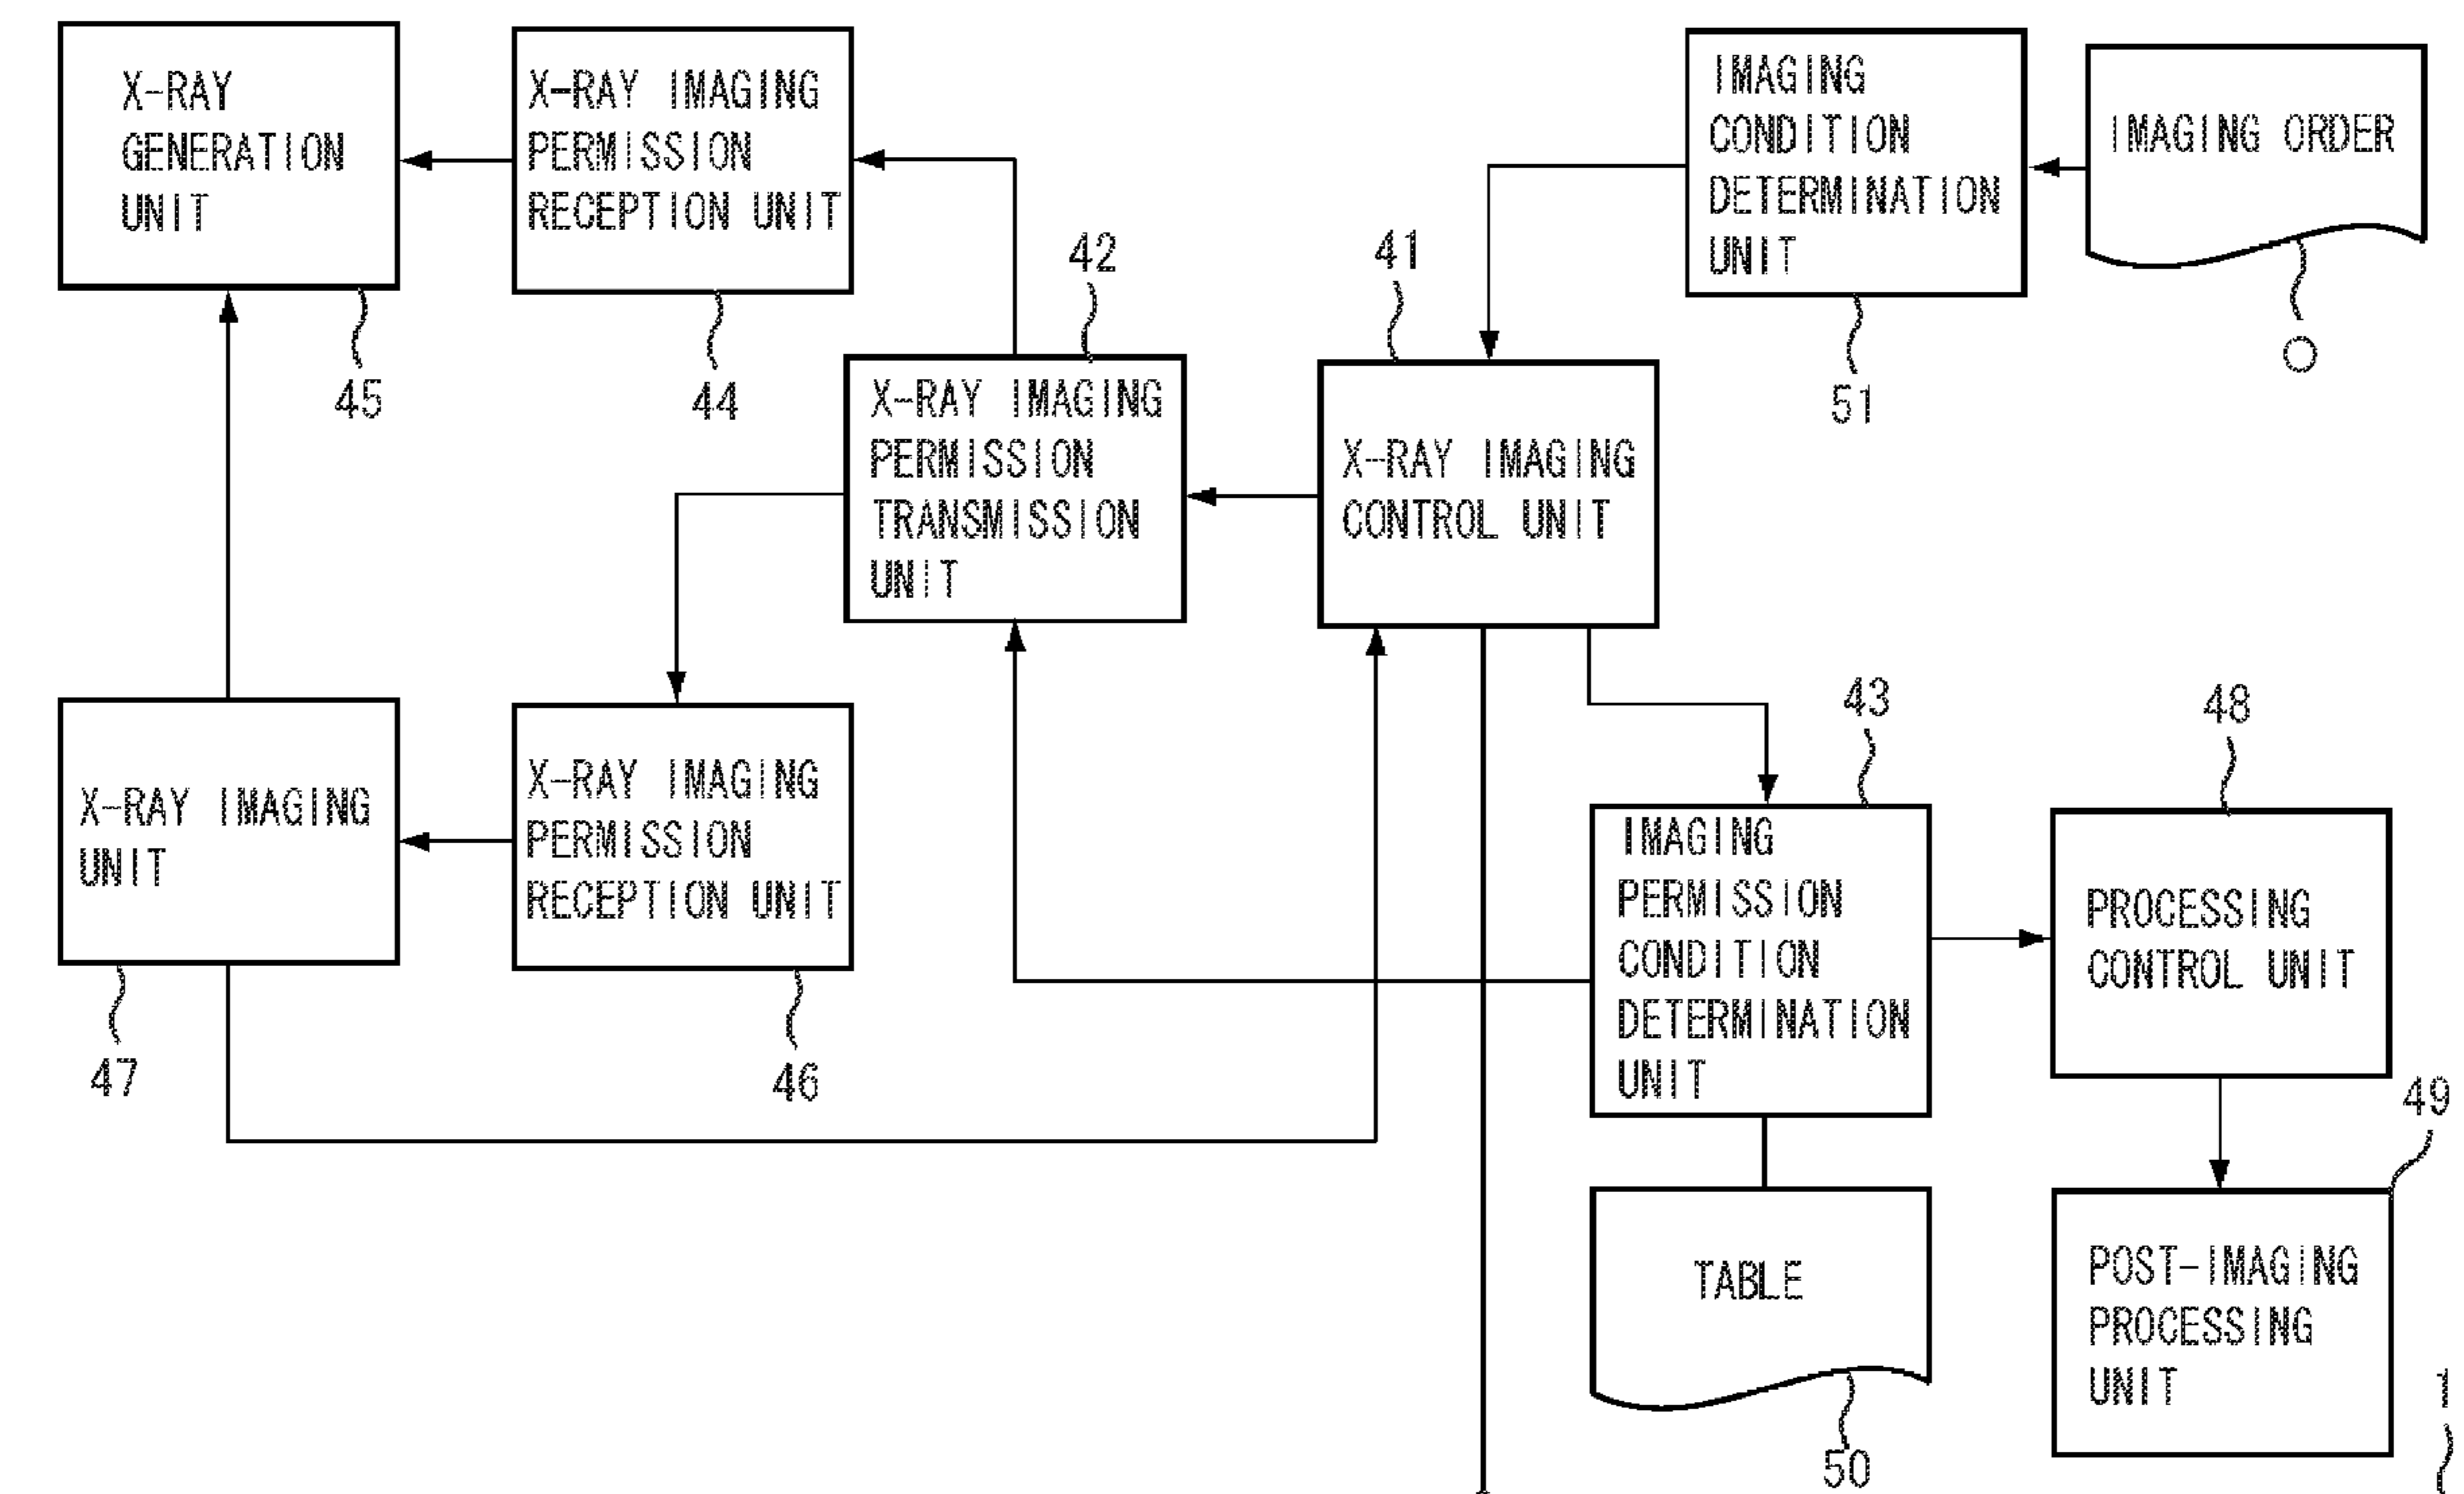 X-RAY
GENERATION
UNIT
45
X-RAY IMAGING
PERMISSION
RECEPTION UNIT
44
42
X-RAY IMAGING
PERMISSION
TRANSMISSION
UNIT
41
X-RAY IMAGING
CONTROL UNIT
IMAGING
CONDITION
DETERMINATION
UNIT
51
IMAGING ORDER
O
X-RAY IMAGING
UNIT
47
X-RAY IMAGING
PERMISSION
RECEPTION UNIT
46
43
IMAGING
PERMISSION
CONDITION
DETERMINATION
UNIT
48
PROCESSING
CONTROL UNIT
49
POST-IMAGING
PROCESSING
UNIT
TABLE
50
1